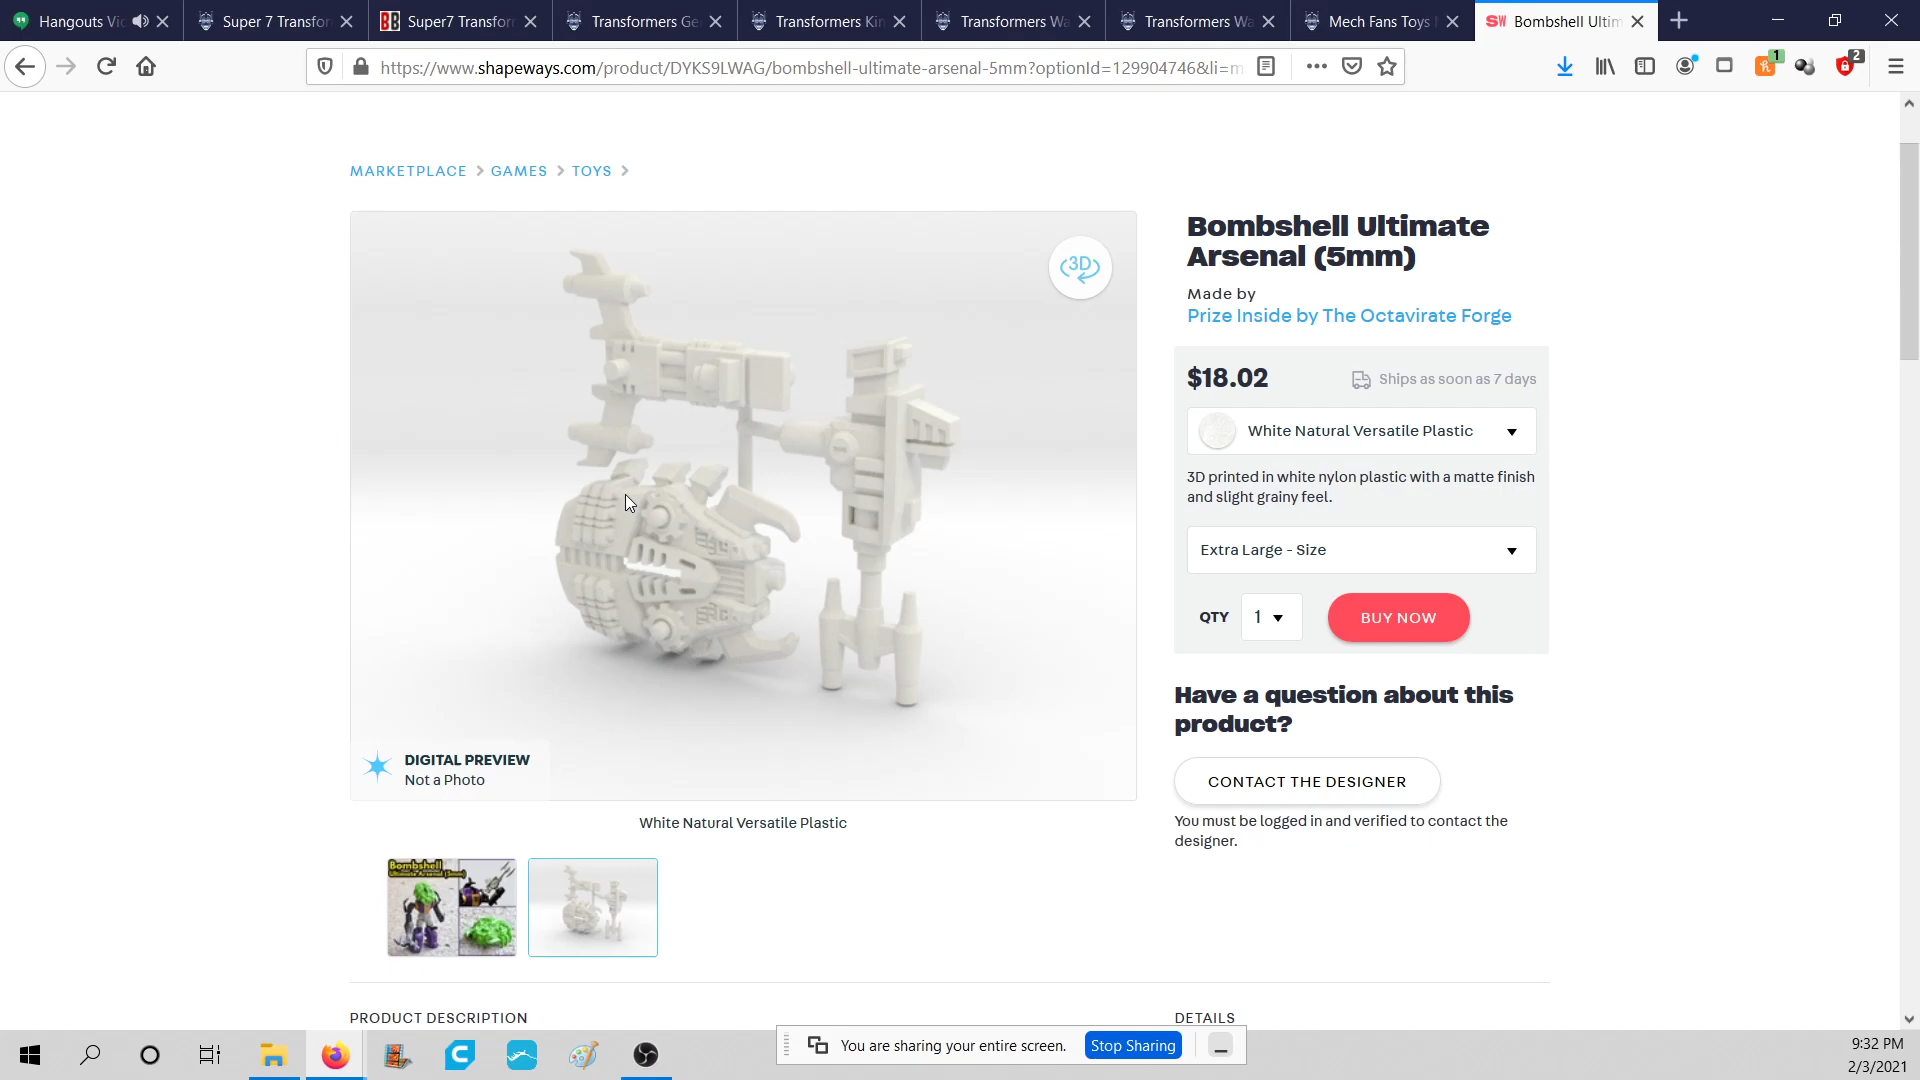 Hangouts Vic
Super 7 Transfor
Super7 Transform
Transformers Ge
Transformers Kin
Transformers Wa
Transformers Wa
Mech Fans Toys
Bombshell Ultim
https://www.shapeways.com/product/DYKS9LWAG/bombshell-ultimate-arsenal-5mm?optionId=129904746&li=m
1
2
MARKETPLACE > GAMES > TOYS >
3D
Bombshell Ultimate
Arsenal (5mm)
Made by
Prize Inside by The Octavirate Forge
$18.02
Ships as soon as 7 days
White Natural Versatile Plastic
3D printed in white nylon plastic with a matte finish
and slight grainy feel.
Extra Large - Size
QTY
1
BUY NOW
Have a question about this
product?
CONTACT THE DESIGNER
You must be logged in and verified to contact the
designer.
DIGITAL PREVIEW
Not a Photo
White Natural Versatile Plastic
Bombshell
Ultimate Arsenal (5mm)
PRODUCT DESCRIPTION
DETAILS
You are sharing your entire screen.
Stop Sharing
9:32 PM
2/3/2021